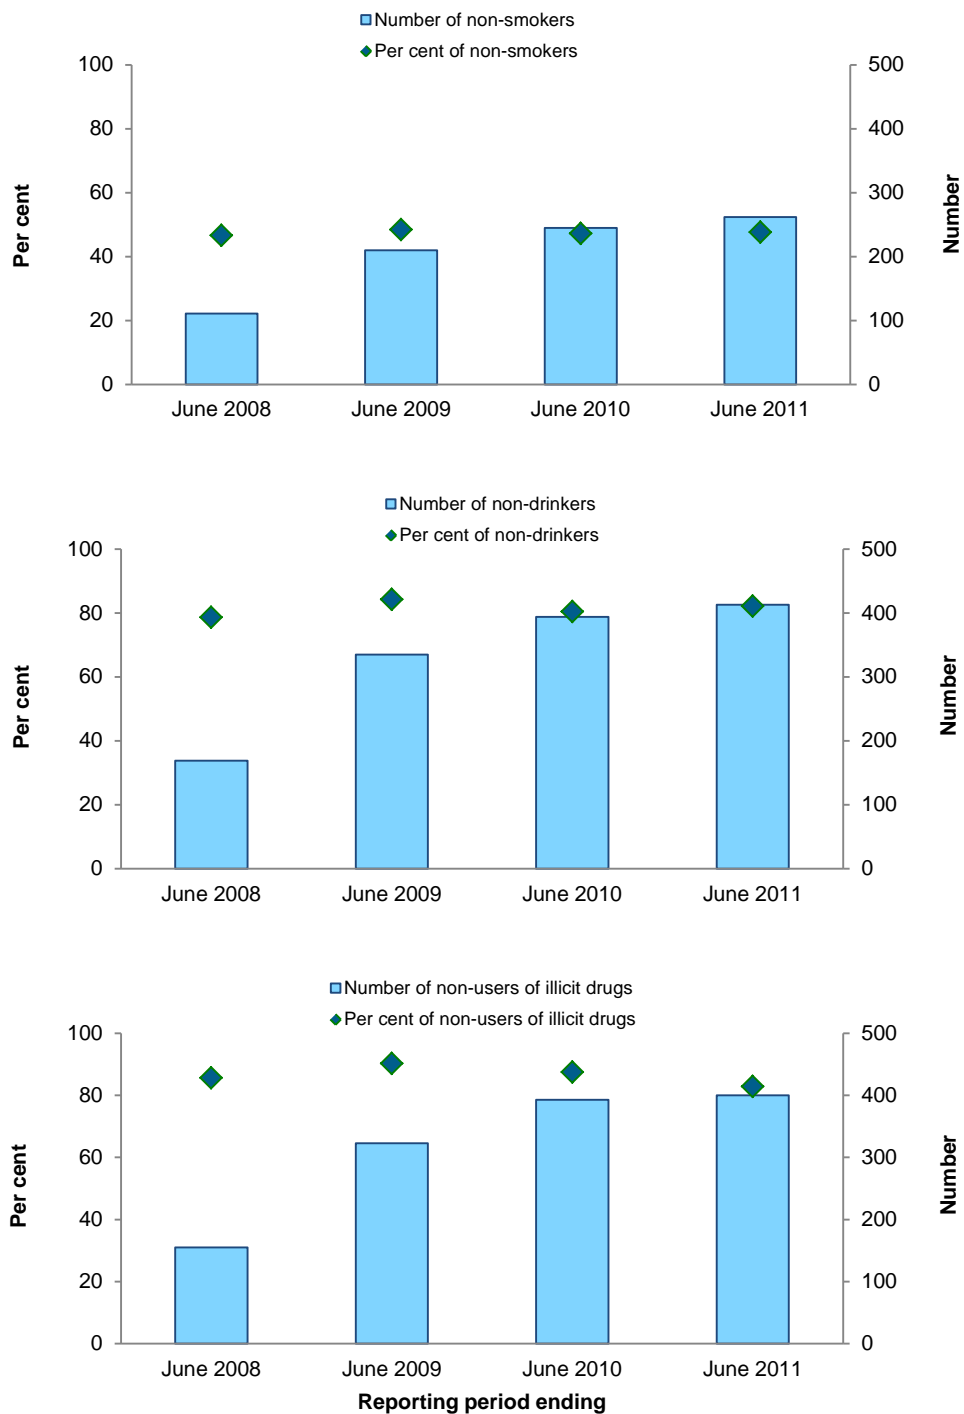 Number of non-smokers
Per cent of non-smokers
100
80
60
40
20
0
Per cent
500
400
300
200
100
0
Number
June 2008 June 2009 June 2010 June 2011
Number of non-drinkers
Per cent of non-drinkers
100
80
60
40
20
0
Per cent
500
400
300
200
100
0
Number
June 2008 June 2009 June 2010 June 2011
Number of non-users of illicit drugs
Per cent of non-users of illicit drugs
100
80
60
40
20
0
Per cent
500
400
300
200
100
0
Number
June 2008 June 2009 June 2010 June 2011
Reporting period ending